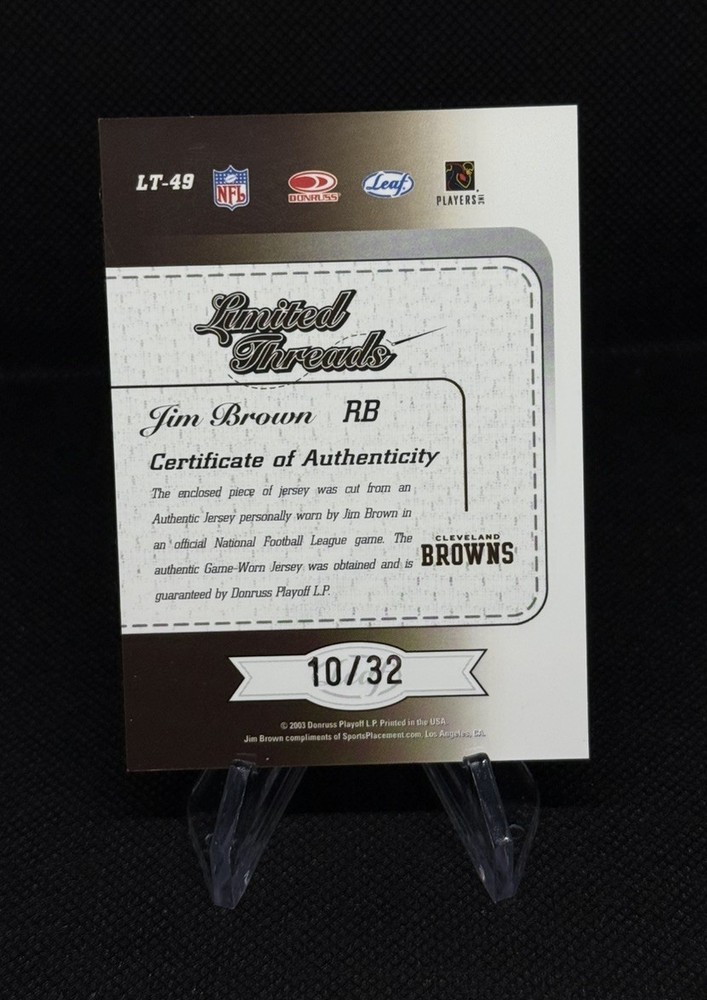 LT-49 NFL DONRUSS Leaf PLAYERS INC
Limited
Threads
Jim Brown RB
Certificate of Authenticity
The enclosed piece of jersey was cut from an
Authentic Jersey personally worn by Jim Brown in
an official National Football League game. The
authentic Game-Worn Jersey was obtained and is
guaranteed by Donruss Playoff L.P.
CLEVELAND
BROWNS
10/32
© 2003 Donruss Playoff L.P. Printed in the USA.
Jim Brown compliments of SportsPlacement.com. Los Angeles, CA.